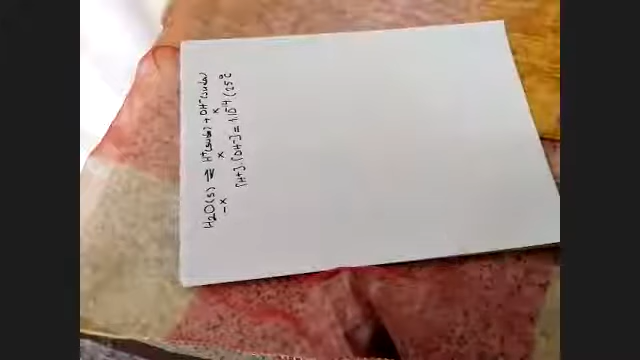 H2O(s) ⇌ H⁺(suda) + OH⁻(suda)
-x x x
[H+].[OH-] = 1.10⁻¹⁴ (25°C